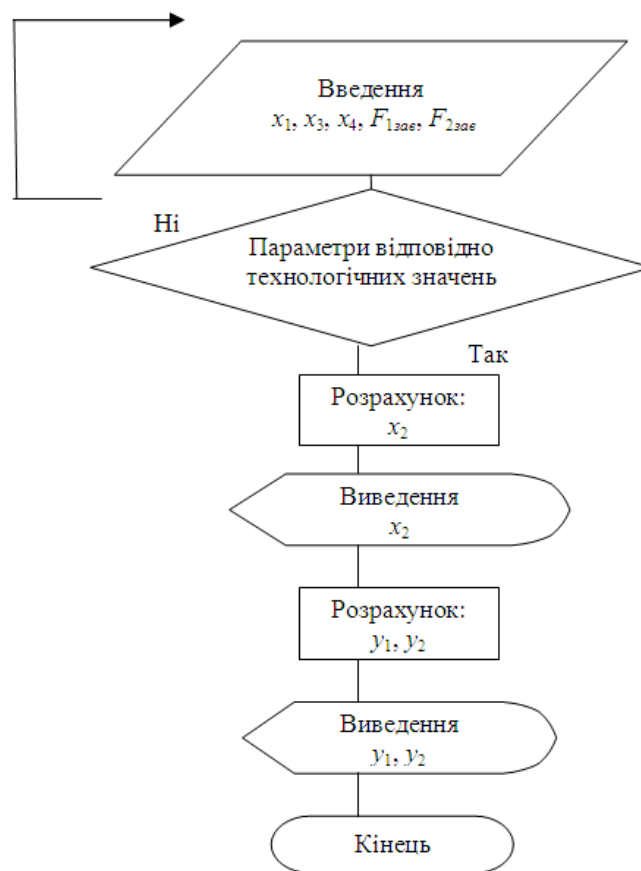 Введення
x₁, x₃, x₄, F₁зав, F₂зав
Ні
Параметри відповідно
технологічних значень
Так
Розрахунок:
x₂
Виведення
x₂
Розрахунок:
y₁, y₂
Виведення
y₁, y₂
Кінець